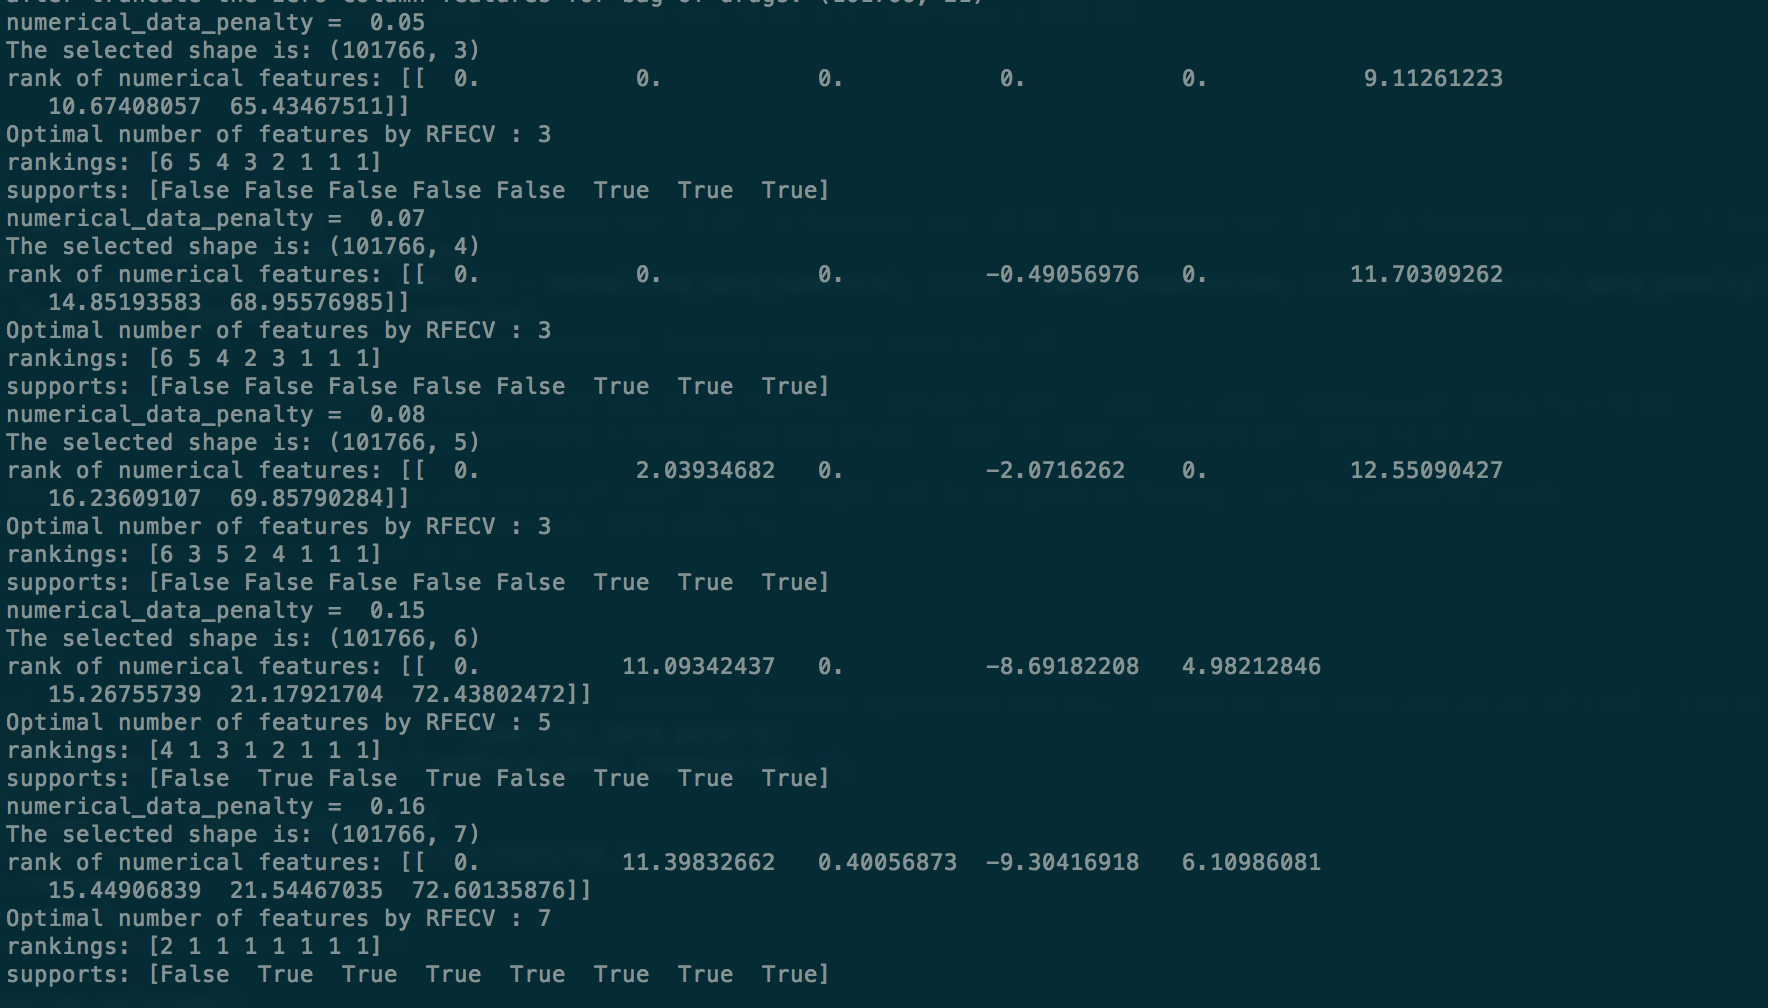 after truncate the zero column features for bag of drugs: (101766, 21)
numerical_data_penalty =  0.05
The selected shape is: (101766, 3)
rank of numerical features: [[  0.           0.           0.           0.           0.           9.11261223
   10.67408057  65.43467511]]
Optimal number of features by RFECV : 3
rankings: [6 5 4 3 2 1 1 1]
supports: [False False False False False  True  True  True]
numerical_data_penalty =  0.07
The selected shape is: (101766, 4)
rank of numerical features: [[  0.           0.           0.          -0.49056976   0.          11.70309262
   14.85193583  68.95576985]]
Optimal number of features by RFECV : 3
rankings: [6 5 4 2 3 1 1 1]
supports: [False False False False False  True  True  True]
numerical_data_penalty =  0.08
The selected shape is: (101766, 5)
rank of numerical features: [[  0.           2.03934682   0.          -2.0716262    0.          12.55090427
   16.23609107  69.85790284]]
Optimal number of features by RFECV : 3
rankings: [6 3 5 2 4 1 1 1]
supports: [False False False False False  True  True  True]
numerical_data_penalty =  0.15
The selected shape is: (101766, 6)
rank of numerical features: [[  0.          11.09342437   0.          -8.69182208   4.98212846
   15.26755739  21.17921704  72.43802472]]
Optimal number of features by RFECV : 5
rankings: [4 1 3 1 2 1 1 1]
supports: [False  True False  True False  True  True  True]
numerical_data_penalty =  0.16
The selected shape is: (101766, 7)
rank of numerical features: [[  0.          11.39832662   0.40056873  -9.30416918   6.10986081
   15.44906839  21.54467035  72.60135876]]
Optimal number of features by RFECV : 7
rankings: [2 1 1 1 1 1 1 1]
supports: [False  True  True  True  True  True  True  True]